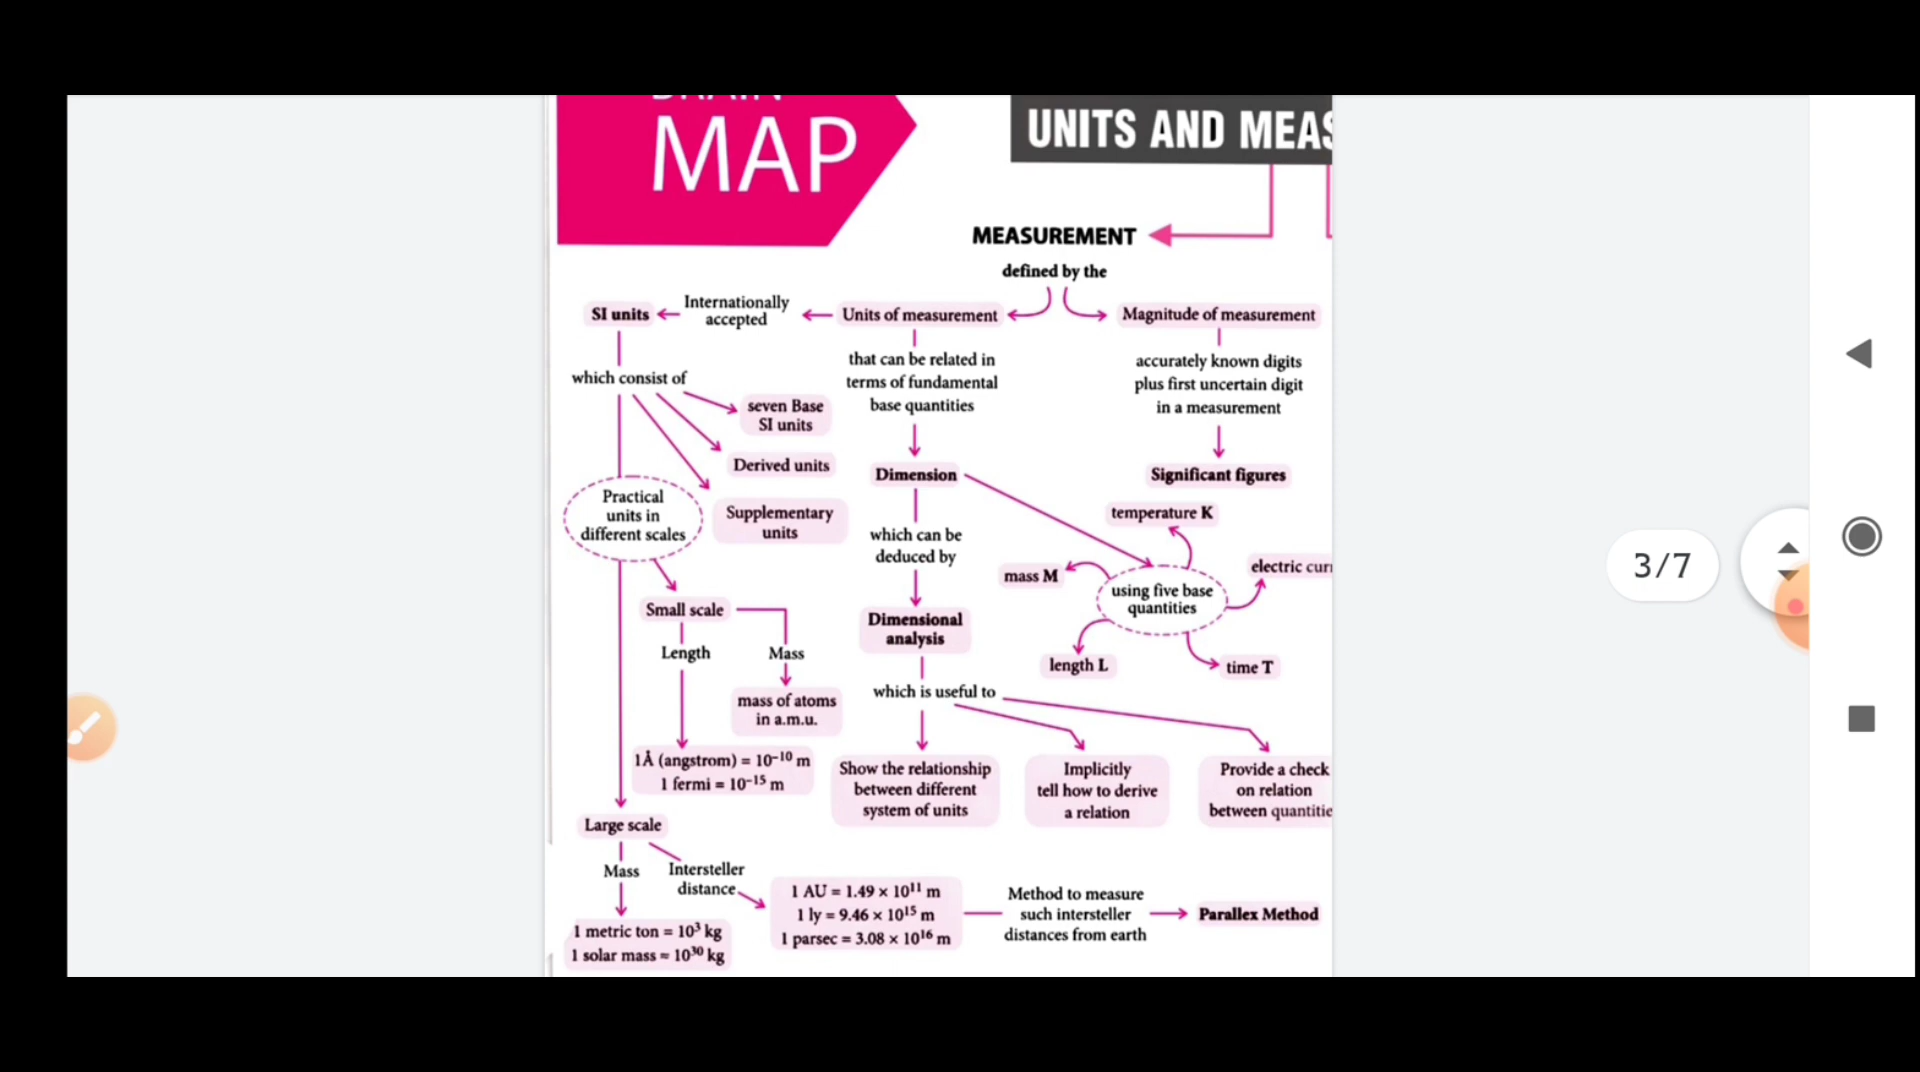 MAP
UNITS AND
MEASUREMENT
defined by the
SI units
Internationally
accepted
Units of measurement
Magnitude of measurement
which consist of
seven Base
SI units
Derived units
Supplementary
units
Practical
units in
different scales
that can be related in
terms of fundamental
base quantities
accurately known digits
plus first uncertain digit
in a measurement
Dimension
Significant figures
which can be
deduced by
temperature K
mass M
electric
using five base
quantities
length L
time T
Small scale
Length
Mass
mass of atoms
in a.m.u.
1Å (angstrom) = 10⁻¹⁰ m
1 fermi = 10⁻¹⁵ m
Dimensional
analysis
which is useful to
Show the relationship
between different
system of units
Implicitly
tell how to derive
a relation
Provide a check
on relation
between
Large scale
Mass
Intersteller
distance
1 metric ton = 10³ kg
1 solar mass = 10³⁰ kg
1 AU = 1.49 × 10¹¹ m
1 ly = 9.46 × 10¹⁵ m
1 parsec = 3.08 × 10¹⁶ m
Method to measure
such intersteller
distances from earth
Parallex Method
3/7